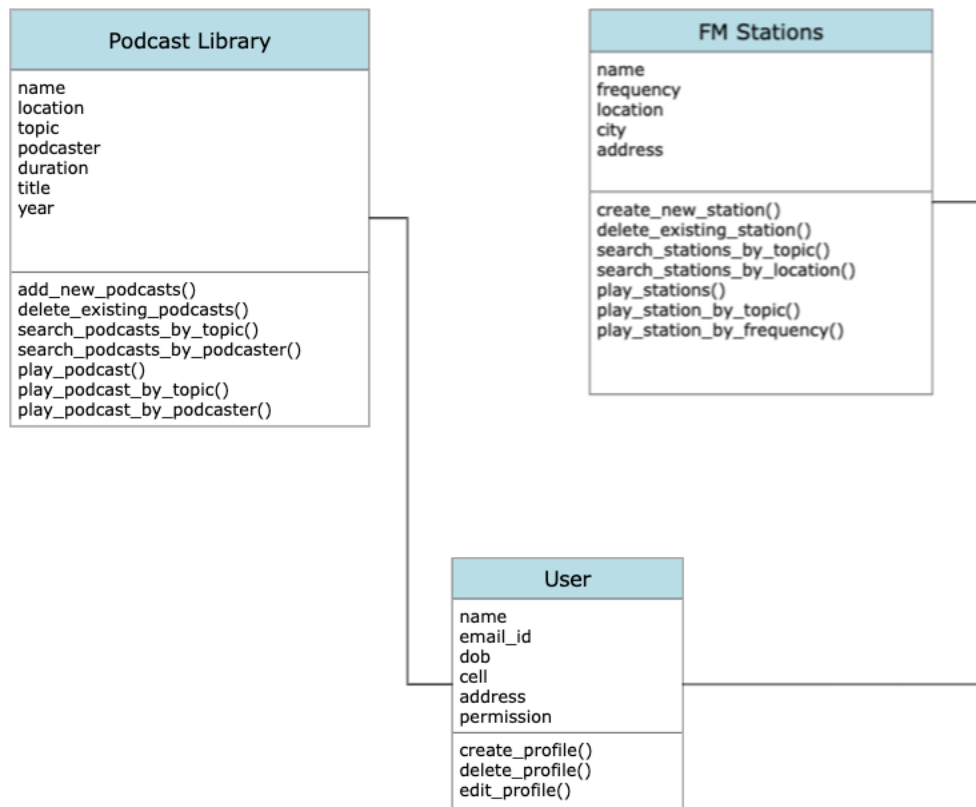 Podcast Library
name
location
topic
podcaster
duration
title
year
add_new_podcasts()
delete_existing_podcasts()
search_podcasts_by_topic()
search_podcasts_by_podcaster()
play_podcast()
play_podcast_by_topic()
play_podcast_by_podcaster()
FM Stations
name
frequency
location
city
address
create_new_station()
delete_existing_station()
search_stations_by_topic()
search_stations_by_location()
play_stations()
play_station_by_topic()
play_station_by_frequency()
User
name
email_id
dob
cell
address
permission
create_profile()
delete_profile()
edit_profile()